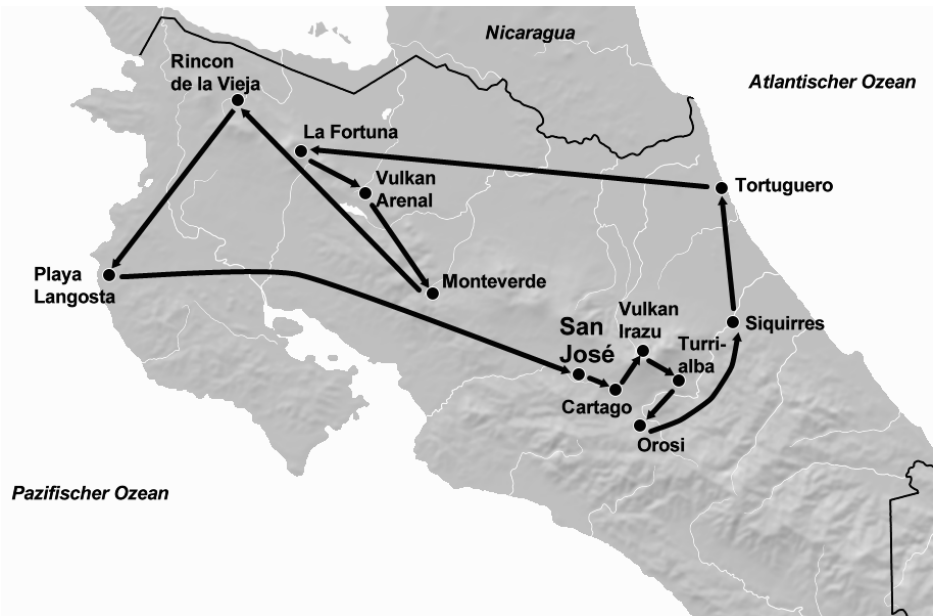 Nicaragua
Rincon
de la Vieja
Atlantischer Ozean
La Fortuna
Vulkan
Arenal
Tortuguero
Playa
Langosta
Monteverde
Vulkan
Irazu
Siquirres
San
José
Turri-
alba
Cartago
Orosi
Pazifischer Ozean